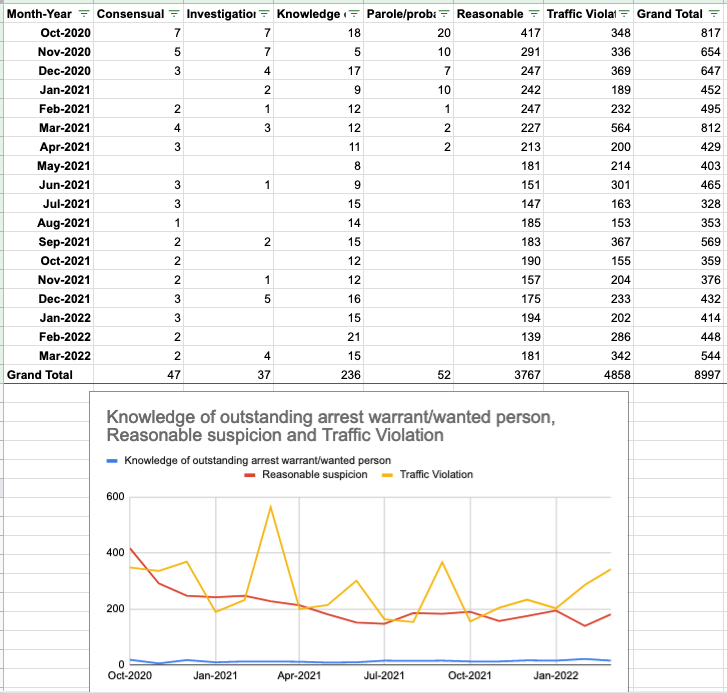 Month-Year Consensual Investigation Knowledge Parole/proba Reasonable Traffic Violat Grand Total
Oct-2020 7 7 18 20 417 348 817
Nov-2020 5 7 5 10 291 336 654
Dec-2020 3 4 17 7 247 369 647
Jan-2021 2 9 10 242 189 452
Feb-2021 2 1 12 1 247 232 495
Mar-2021 4 3 12 2 227 564 812
Apr-2021 3 11 2 213 200 429
May-2021 8 181 214 403
Jun-2021 3 1 9 151 301 465
Jul-2021 3 15 147 163 328
Aug-2021 1 14 185 153 353
Sep-2021 2 2 15 183 367 569
Oct-2021 2 12 190 155 359
Nov-2021 2 1 12 157 204 376
Dec-2021 3 5 16 175 233 432
Jan-2022 3 15 194 202 414
Feb-2022 2 21 139 286 448
Mar-2022 2 4 15 181 342 544
Grand Total 47 37 236 52 3767 4858 8997
Knowledge of outstanding arrest warrant/wanted person,
Reasonable suspicion and Traffic Violation
Knowledge of outstanding arrest warrant/wanted person
Reasonable suspicion Traffic Violation
600
400
200
0
Oct-2020 Jan-2021 Apr-2021 Jul-2021 Oct-2021 Jan-2022